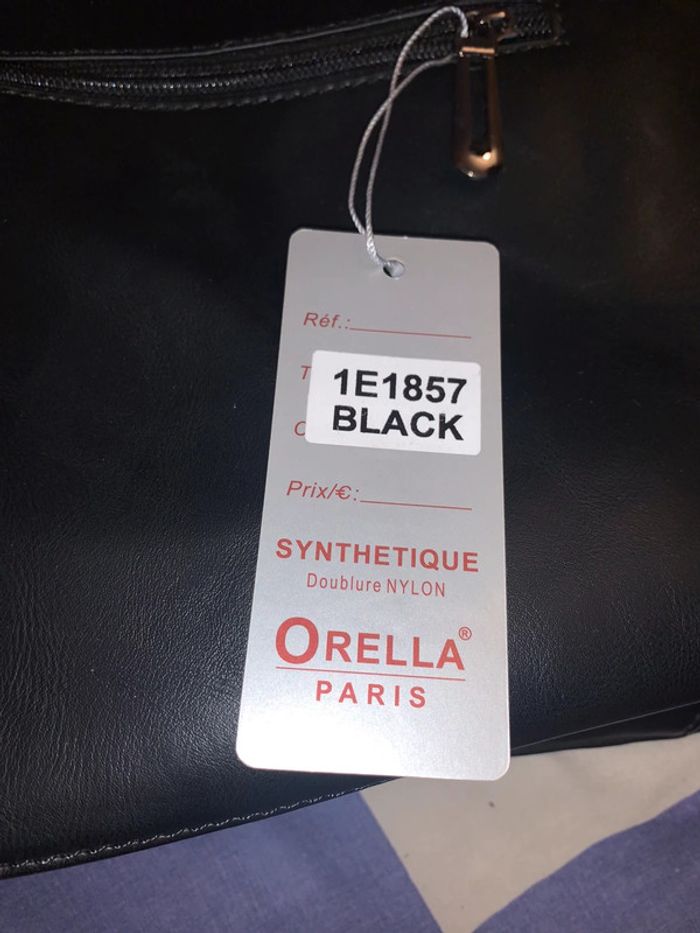 Réf.:
T
1E1857
C
BLACK
Prix/€:
SYNTHETIQUE
Doublure NYLON
ORELLA®
PARIS